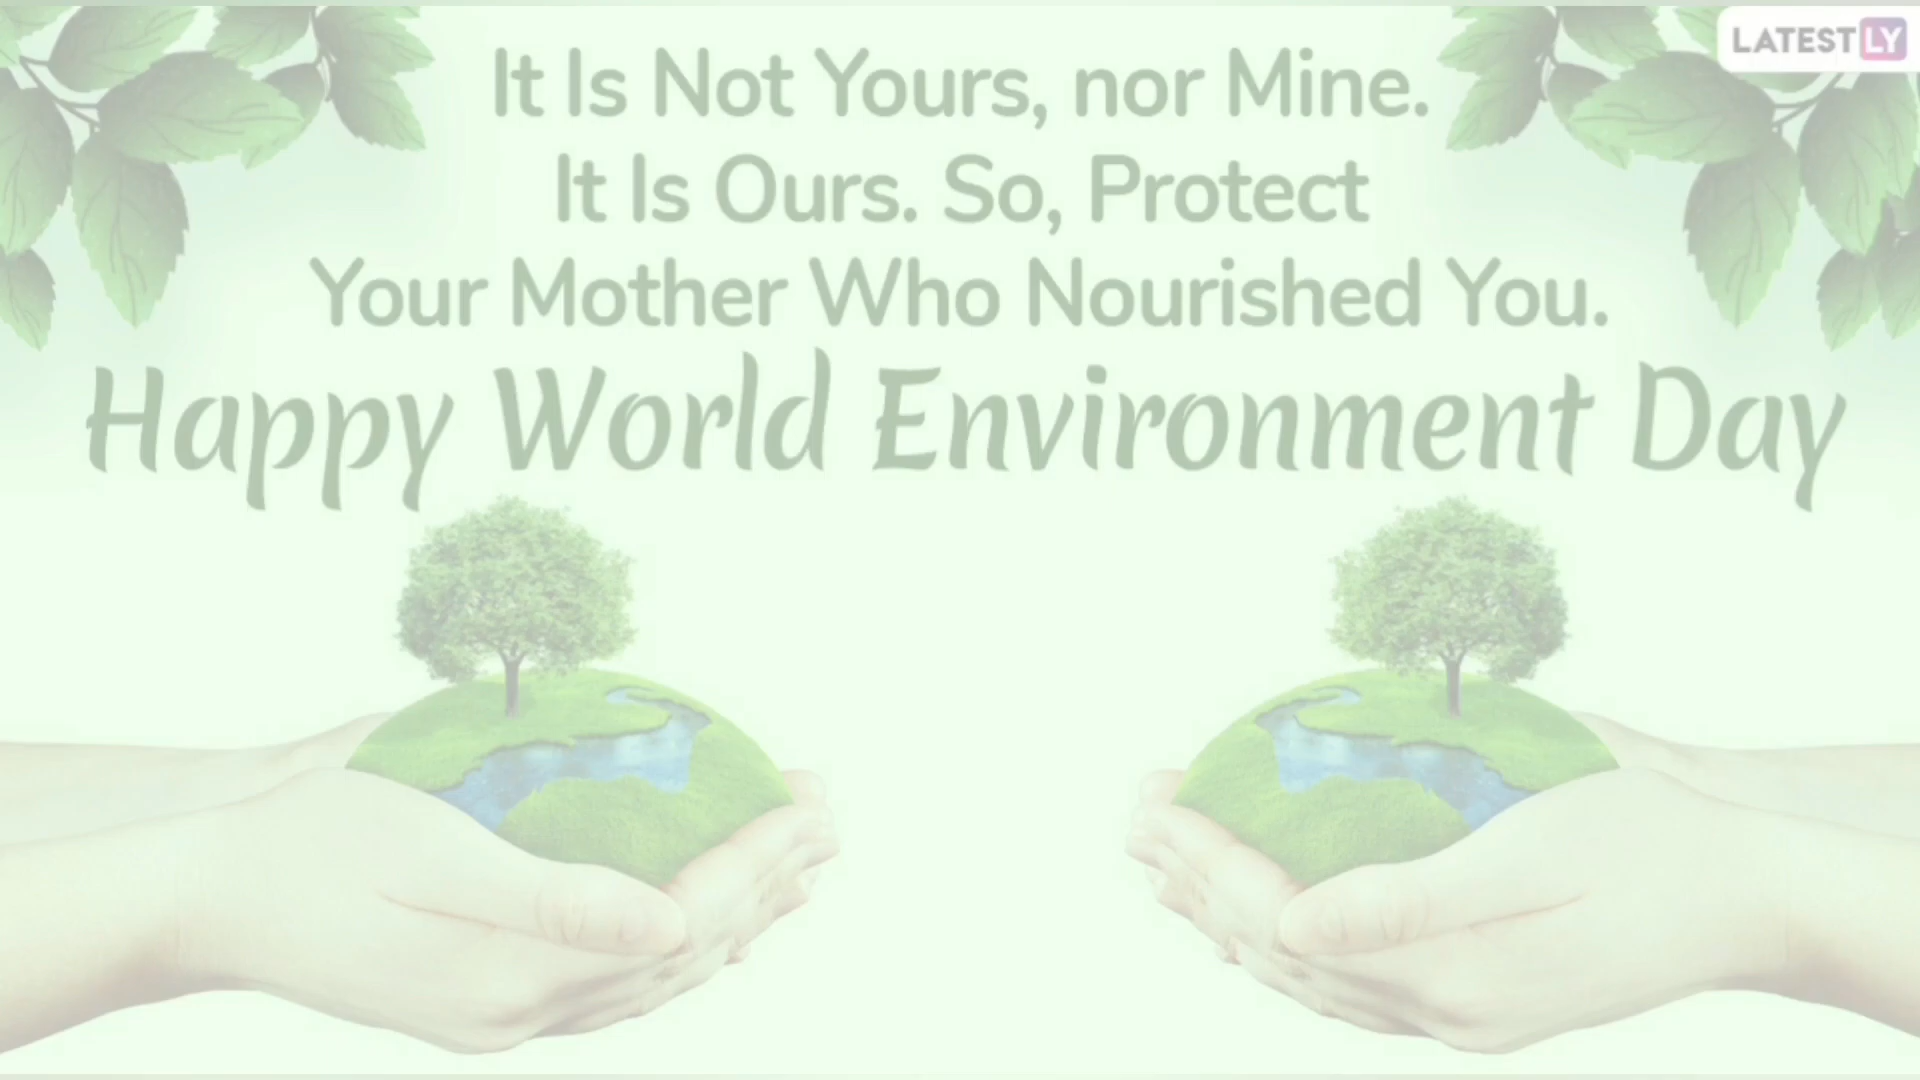 LATESTLY
It Is Not Yours, nor Mine.
It Is Ours. So, Protect
Your Mother Who Nourished You.
Happy World Environment Day